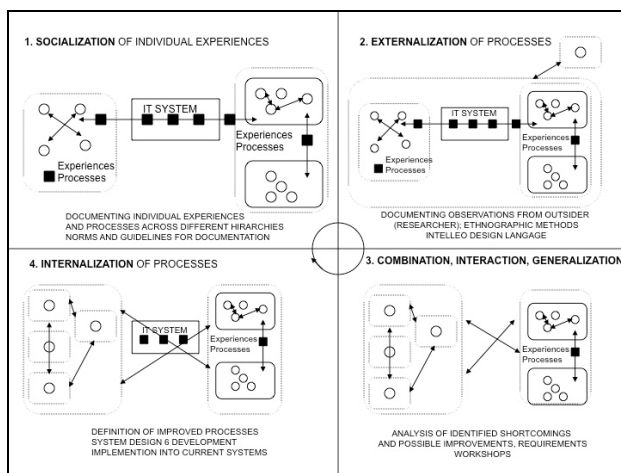 1. SOCIALIZATION OF INDIVIDUAL EXPERIENCES
IT SYSTEM
Experiences
Processes
Experiences
Processes
DOCUMENTING INDIVIDUAL EXPERIENCES
AND PROCESSES ACROSS DIFFERENT HIRARCHIES
NORMS AND GUIDELINES FOR DOCUMENTATION
2. EXTERNALIZATION OF PROCESSES
IT SYSTEM
Experiences
Processes
Experiences
Processes
DOCUMENTING OBSERVATIONS FROM OUTSIDER
(RESEARCHER); ETHNOGRAPHIC METHODS
INTELLEO DESIGN LANGAGE
4. INTERNALIZATION OF PROCESSES
IT SYSTEM
Experiences
Processes
DEFINITION OF IMPROVED PROCESSES
SYSTEM DESIGN 6 DEVELOPMENT
IMPLEMENTION INTO CURRENT SYSTEMS
3. COMBINATION, INTERACTION, GENERALIZATION
Experiences
Processes
ANALYSIS OF IDENTIFIED SHORTCOMINGS
AND POSSIBLE IMPROVEMENTS, REQUIREMENTS
WORKSHOPS